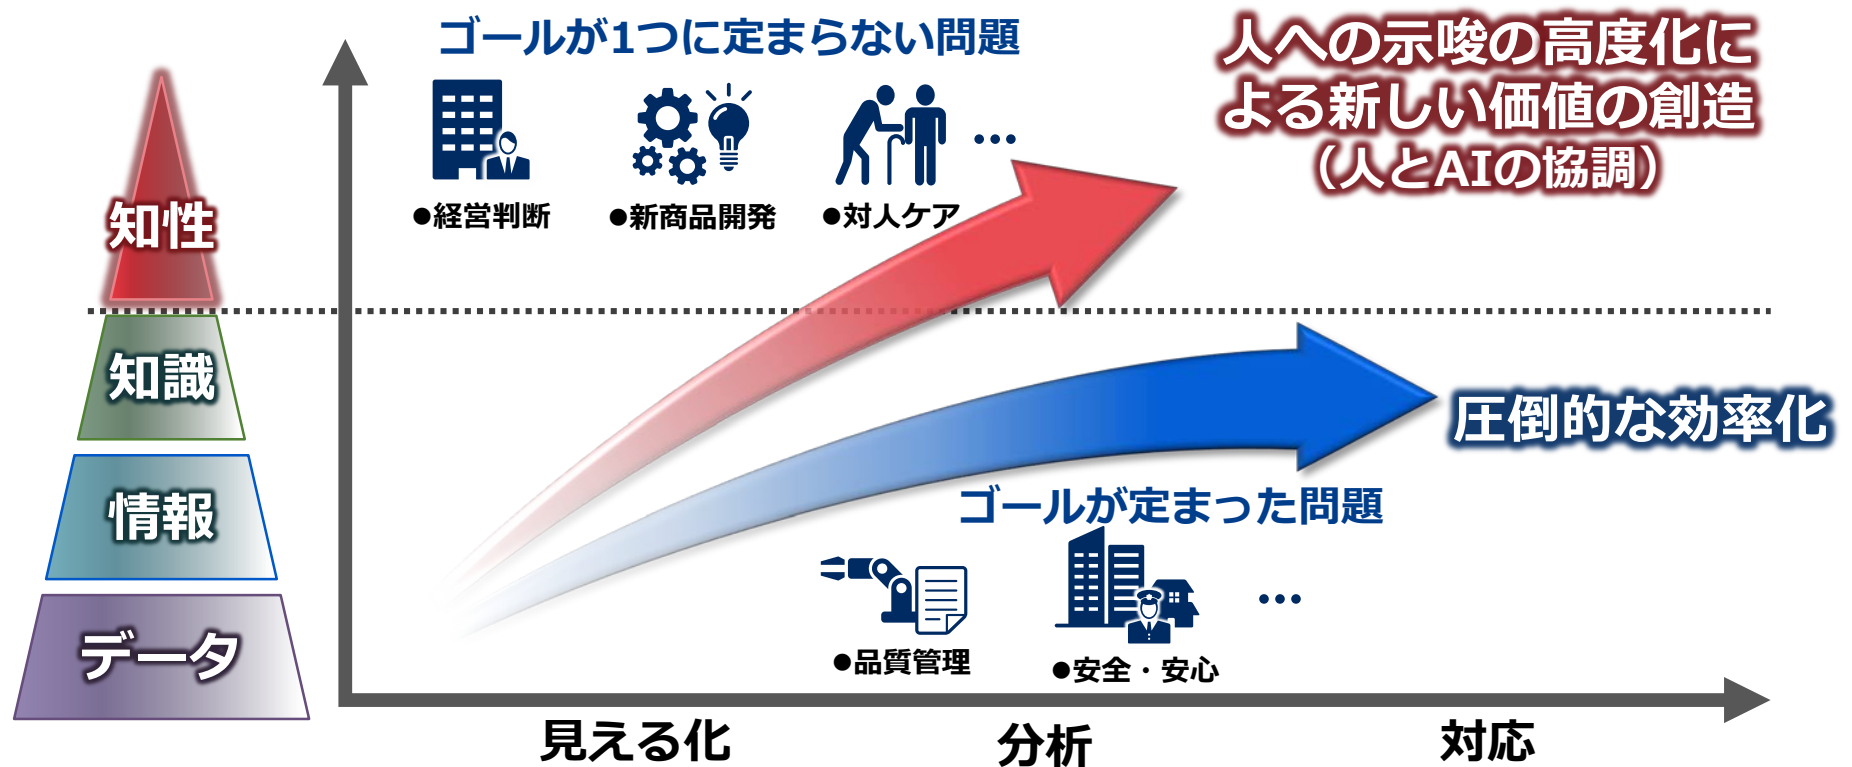 ゴールが1つに定まらない問題
人への示唆の高度化に
よる新しい価値の創造
（人とAIの協調）
…
●経営判断
●新商品開発
●対人ケア
知性
知識
情報
データ
圧倒的な効率化
ゴールが定まった問題
…
●品質管理
●安全・安心
見える化
分析
対応